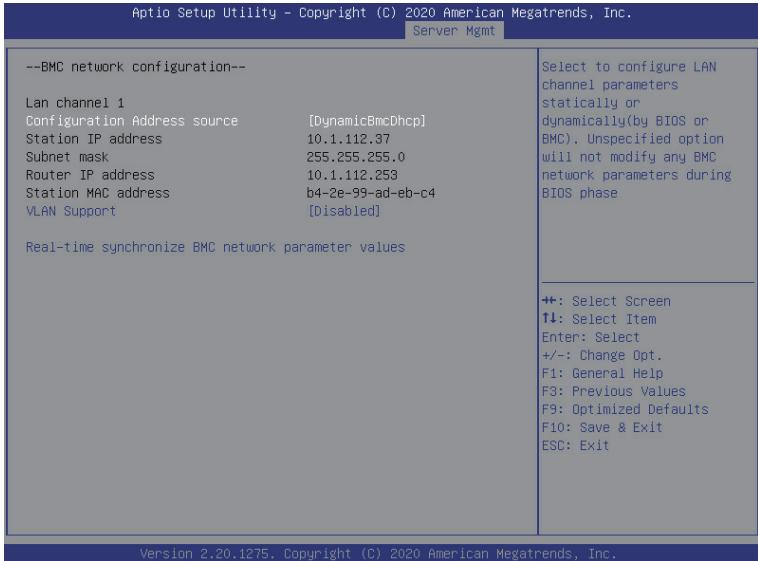 Aptio Setup Utility – Copyright (C) 2020 American Megatrends, Inc.
Server Mgmt
--BMC network configuration--
Lan channel 1
Configuration Address source [DynamicBmcDhcp]
Station IP address 10.1.112.37
Subnet mask 255.255.255.0
Router IP address 10.1.112.253
Station MAC address b4-2e-99-ad-eb-c4
VLAN Support [Disabled]
Real-time synchronize BMC network parameter values
Select to configure LAN
channel parameters
statically or
dynamically(by BIOS or
BMC). Unspecified option
will not modify any BMC
network parameters during
BIOS phase
→←: Select Screen
↑↓: Select Item
Enter: Select
+/-: Change Opt.
F1: General Help
F3: Previous Values
F9: Optimized Defaults
F10: Save & Exit
ESC: Exit
Version 2.20.1275. Copyright (C) 2020 American Megatrends, Inc.